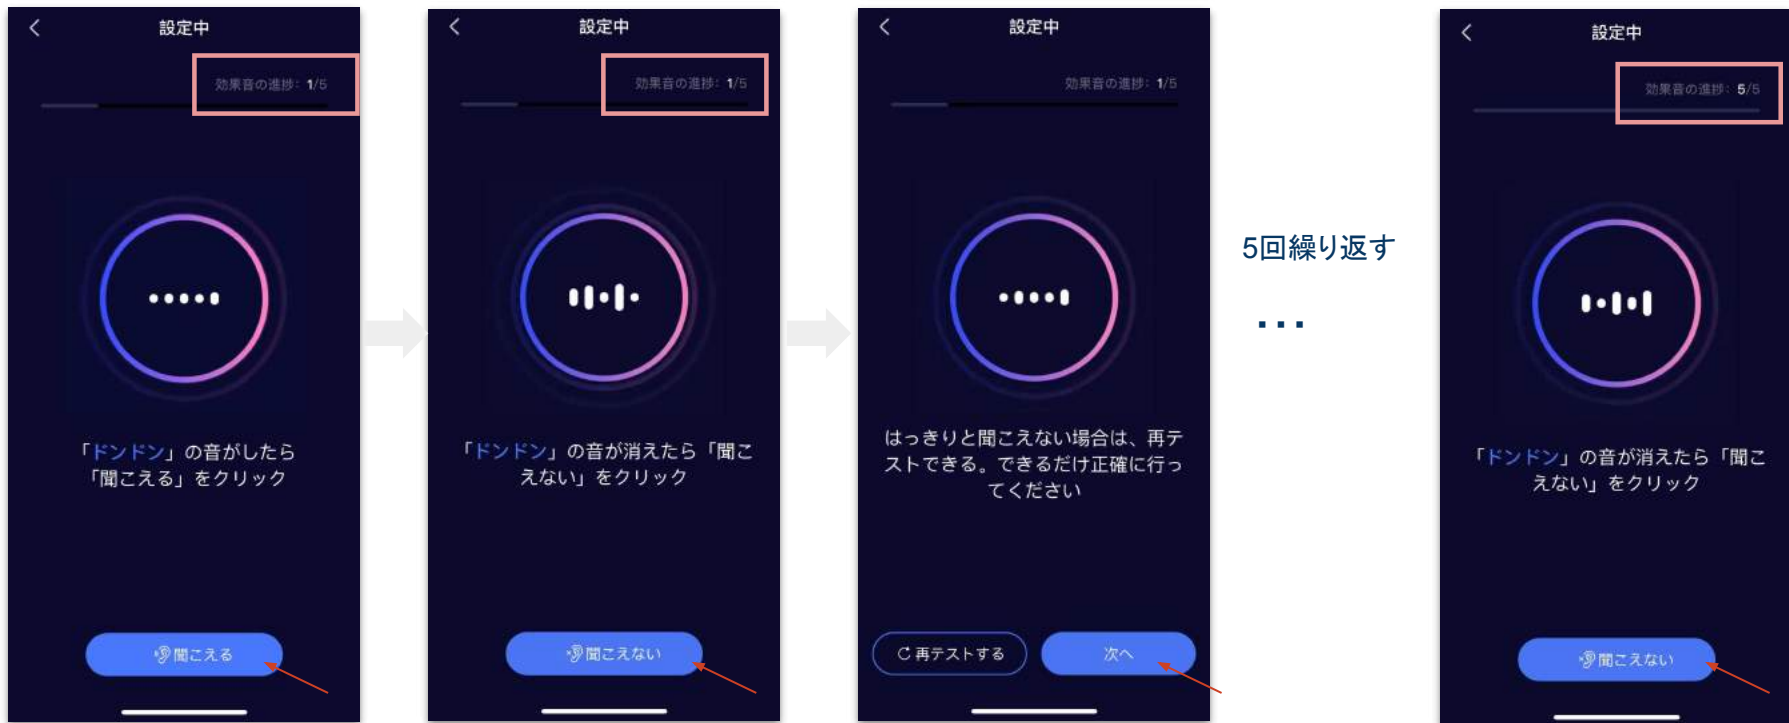 設定中
効果音の進捗: 1/5
「ドンドン」の音がしたら
「聞こえる」をクリック
聞こえる
設定中
効果音の進捗: 1/5
「ドンドン」の音が消えたら「聞こ
えない」をクリック
聞こえない
設定中
効果音の進捗: 1/5
はっきりと聞こえない場合は、再テ
ストできる。できるだけ正確に行っ
てください
再テストする
次へ
5回繰り返す
...
設定中
効果音の進捗: 5/5
「ドンドン」の音が消えたら「聞こ
えない」をクリック
聞こえない